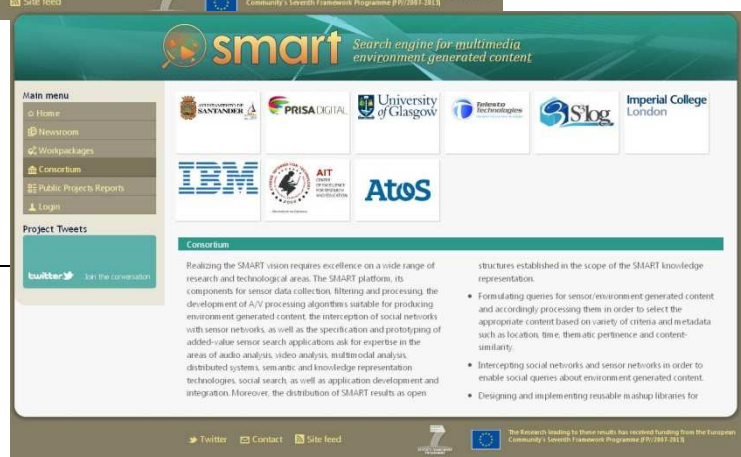 Site feed
Community's Seventh Framework Programme (FP7/2007-2013)
smart
Search engine for multimedia
environment generated content
Main menu
Home
Newsroom
Workpackages
Consortium
Public Projects Reports
Login
Project Tweets
twitter
Join the conversation
AYUNTAMIENTO DE
SANTANDER
PRISA DIGITAL
University
of Glasgow
Telesto
Technologies
S3log
Imperial College
London
IBM
AIT
CENTER
OF EXCELLENCE
FOR RESEARCH
AND EDUCATION
Atos
Consortium
Realizing the SMART vision requires excellence on a wide range of
research and technological areas. The SMART platform, its
components for sensor data collection, filtering and processing, the
development of A/V processing algorithms suitable for producing
environment generated content, the interception of social networks
with sensor networks, as well as the specification and prototyping of
added-value sensor search applications ask for expertise in the
areas of audio analysis, video analysis, multimodal analysis,
distributed systems, semantic and knowledge representation
technologies, social search, as well as application development and
integration. Moreover, the distribution of SMART results as open
structures established in the scope of the SMART knowledge
representation.
• Formulating queries for sensor/environment generated content
and accordingly processing them in order to select the
appropriate content based on variety of criteria and metadata
such as location, time, thematic pertinence and content-
similarity.
• Intercepting social networks and sensor networks in order to
enable social queries about environment generated content.
• Designing and implementing reusable mashup libraries for
Twitter
Contact
Site feed
The Research leading to these results has received funding from the European
Community's Seventh Framework Programme (FP7/2007-2013)